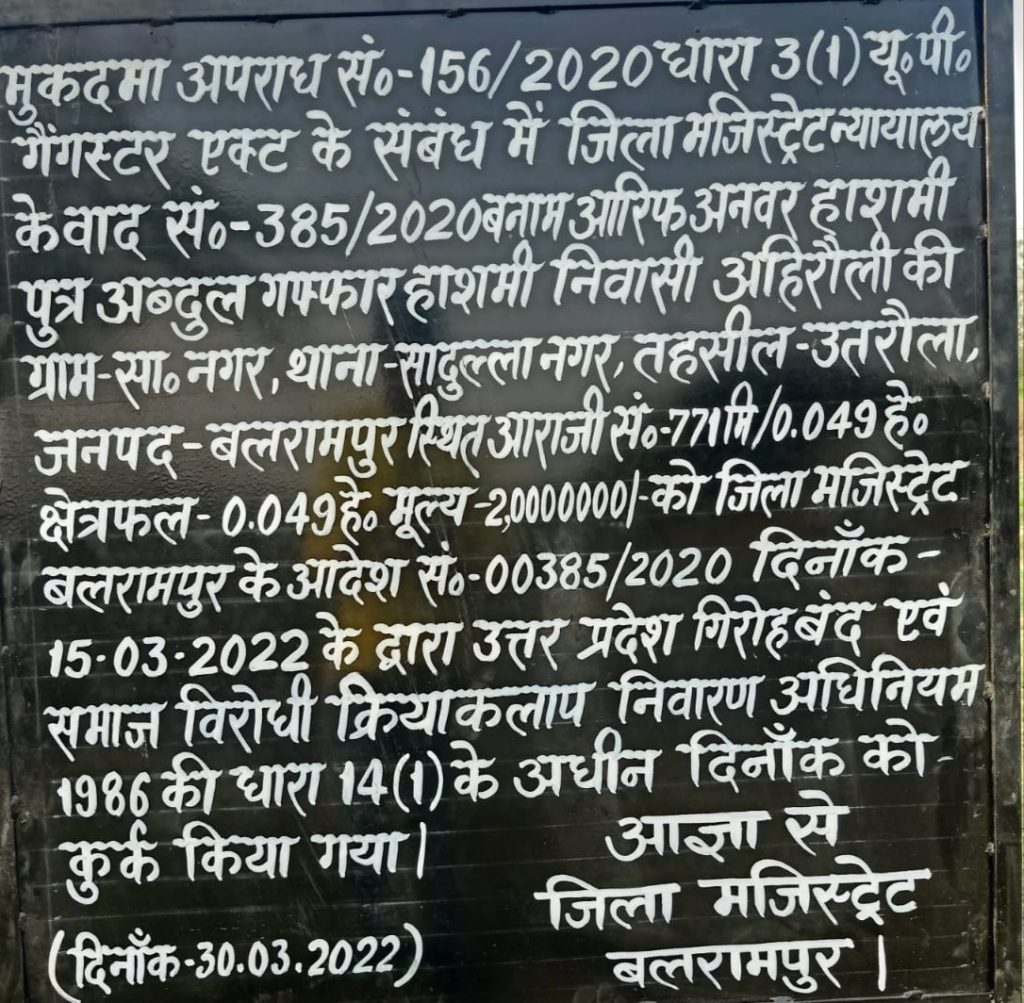 मुकदमा अपराध सं०-156/2020 धारा 3(1) यू०पी०
गैंगस्टर एक्ट के संबंध में जिला मजिस्ट्रेट न्यायालय
के वाद सं०-385/2020 बनाम आरिफ अनवर हाशमी
पुत्र अब्दुल गफ्फार हाशमी निवासी अहिरौली की
ग्राम-सा० नगर, थाना-सादुल्ला नगर, तहसील-उतरौला,
जनपद-बलरामपुर स्थित आराजी सं०-771मि/0.049 है०
क्षेत्रफल-0.049 है० मूल्य-2,0000000/-को जिला मजिस्ट्रेट
बलरामपुर के आदेश सं०-00385/2020 दिनाँक-
15-03-2022 के द्वारा उत्तर प्रदेश गिरोहबंद एवं
समाज विरोधी क्रियाकलाप निवारण अधिनियम
1986 की धारा 14(1) के अधीन दिनाँक को-
कुर्क किया गया।
आज्ञा से
जिला मजिस्ट्रेट
बलरामपुर।
(दिनाँक-30.03.2022)